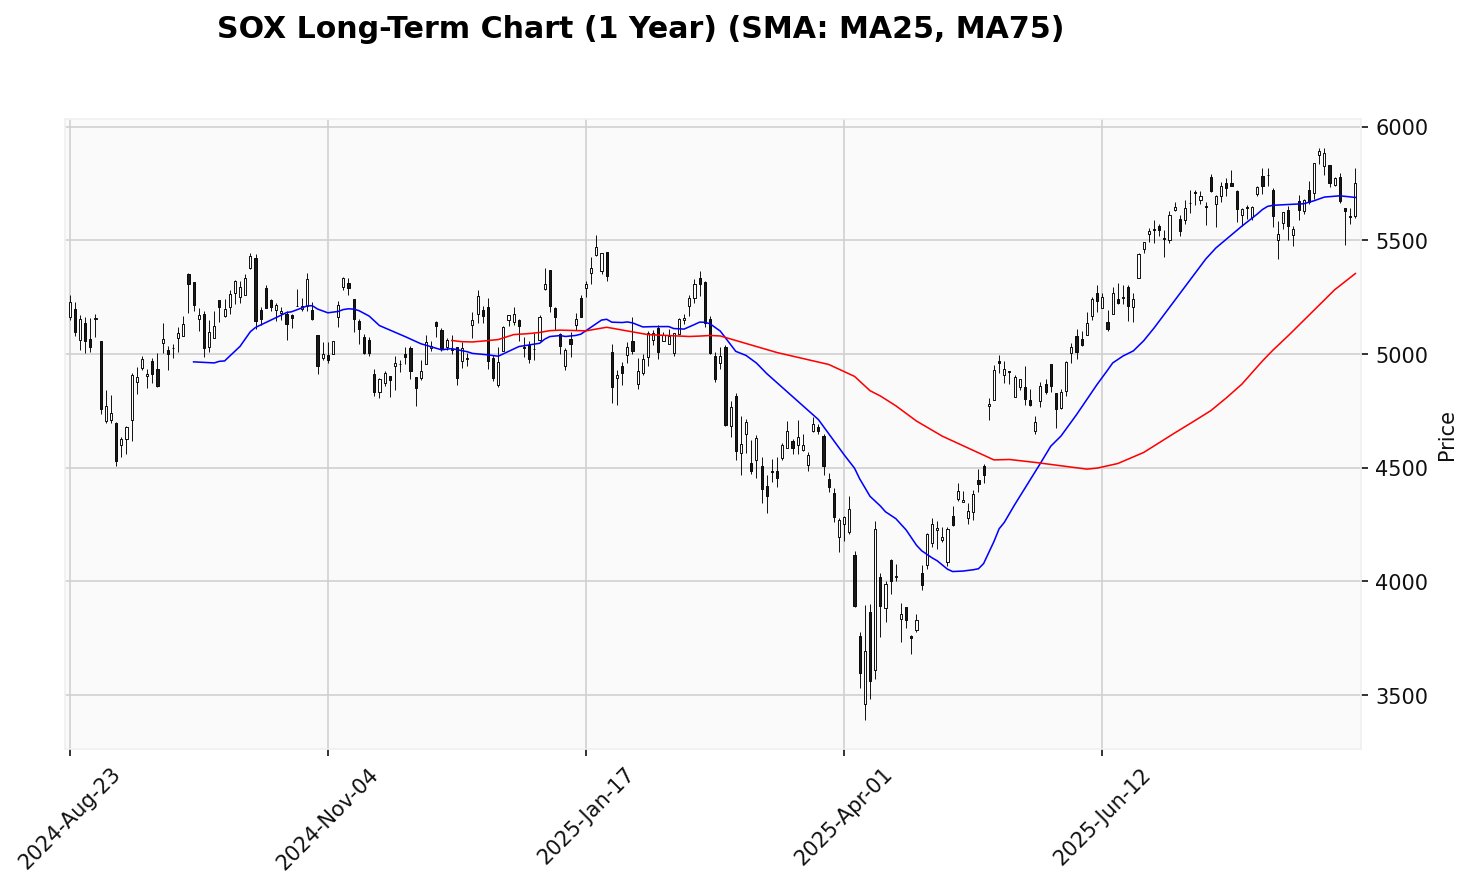 SOX Long-Term Chart (1 Year) (SMA: MA25, MA75)
6000
5500
5000
4500
4000
3500
Price
2024-Aug-23
2024-Nov-04
2025-Jan-17
2025-Apr-01
2025-Jun-12